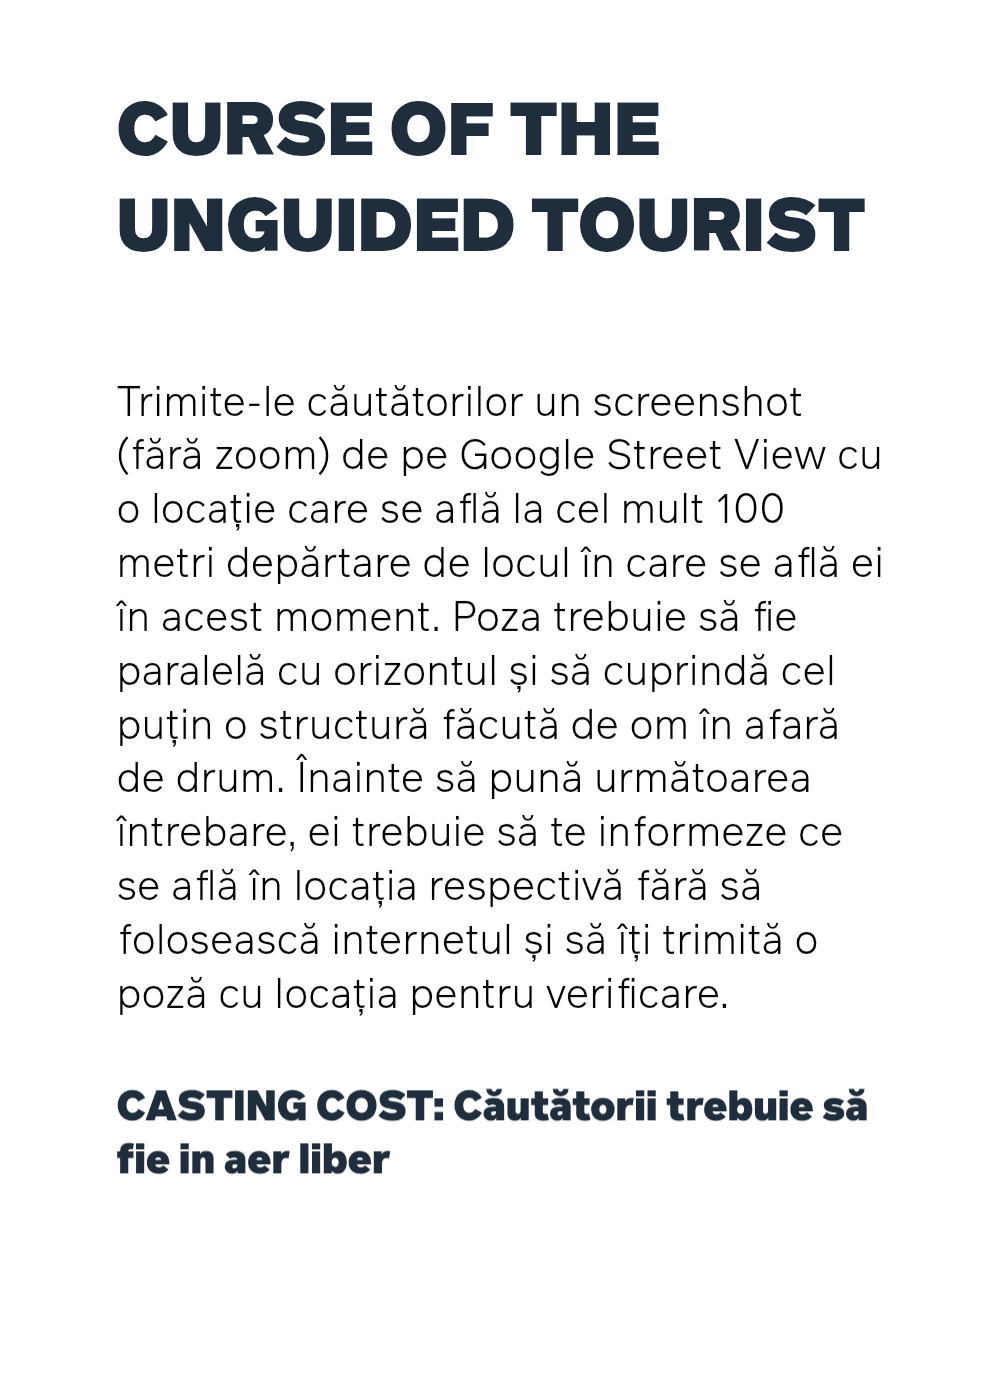 CURSE OF THE
UNGUIDED TOURIST
Trimite-le căutătorilor un screenshot
(fără zoom) de pe Google Street View cu
o locație care se află la cel mult 100
metri depărtare de locul în care se află ei
în acest moment. Poza trebuie să fie
paralelă cu orizontul și să cuprindă cel
puțin o structură făcută de om în afară
de drum. Înainte să pună următoarea
întrebare, ei trebuie să te informeze ce
se află în locația respectivă fără să
folosească internetul și să îți trimită o
poză cu locația pentru verificare.
CASTING COST: Căutătorii trebuie să
fie in aer liber